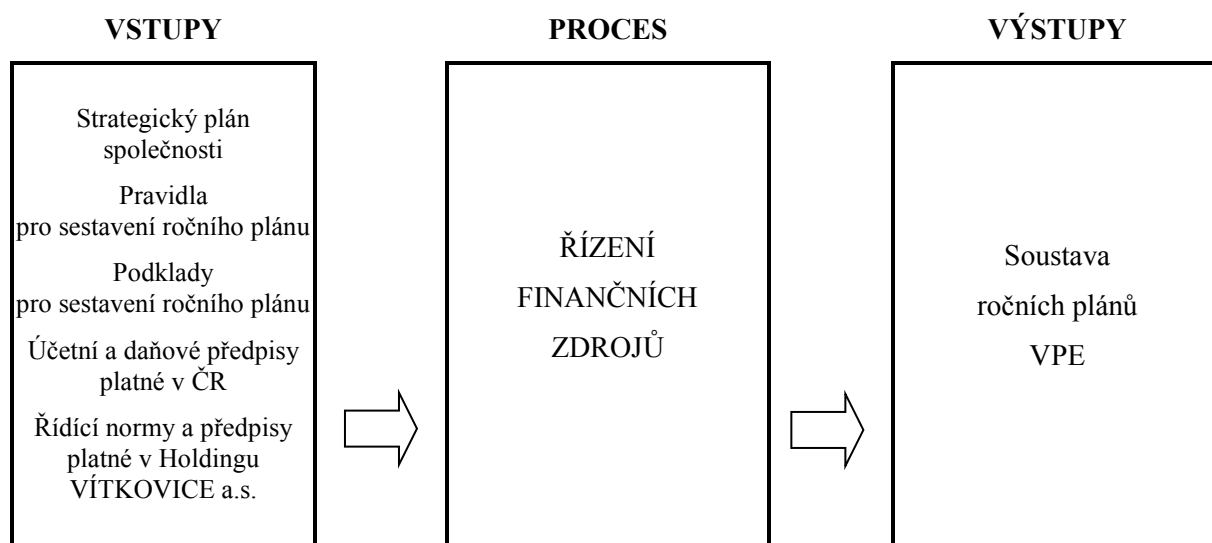 VSTUPY
Strategický plán
společnosti
Pravidla
pro sestavení ročního plánu
Podklady
pro sestavení ročního plánu
Účetní a daňové předpisy
platné v ČR
Řídící normy a předpisy
platné v Holdingu
VÍTKOVICE a.s.
PROCES
ŘÍZENÍ
FINANČNÍCH
ZDROJŮ
VÝSTUPY
Soustava
ročních plánů
VPE